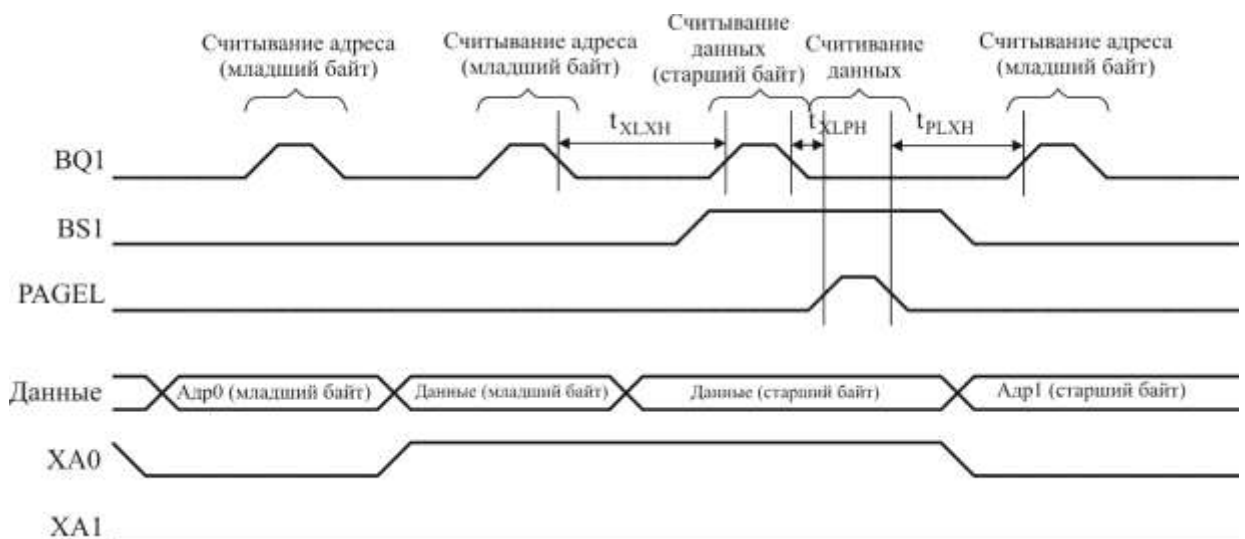 Считывание адреса
(младший байт)
Считывание адреса
(младший байт)
Считывание
данных
(старший байт)
Считивание
данных
Считывание адреса
(младший байт)
tXLXH
tXLPH
tPLXH
BQ1
BS1
PAGEL
Данные
Адр0 (младший байт)
Данные (младший байт)
Данные (старший байт)
Адр1 (старший байт)
XA0
XA1